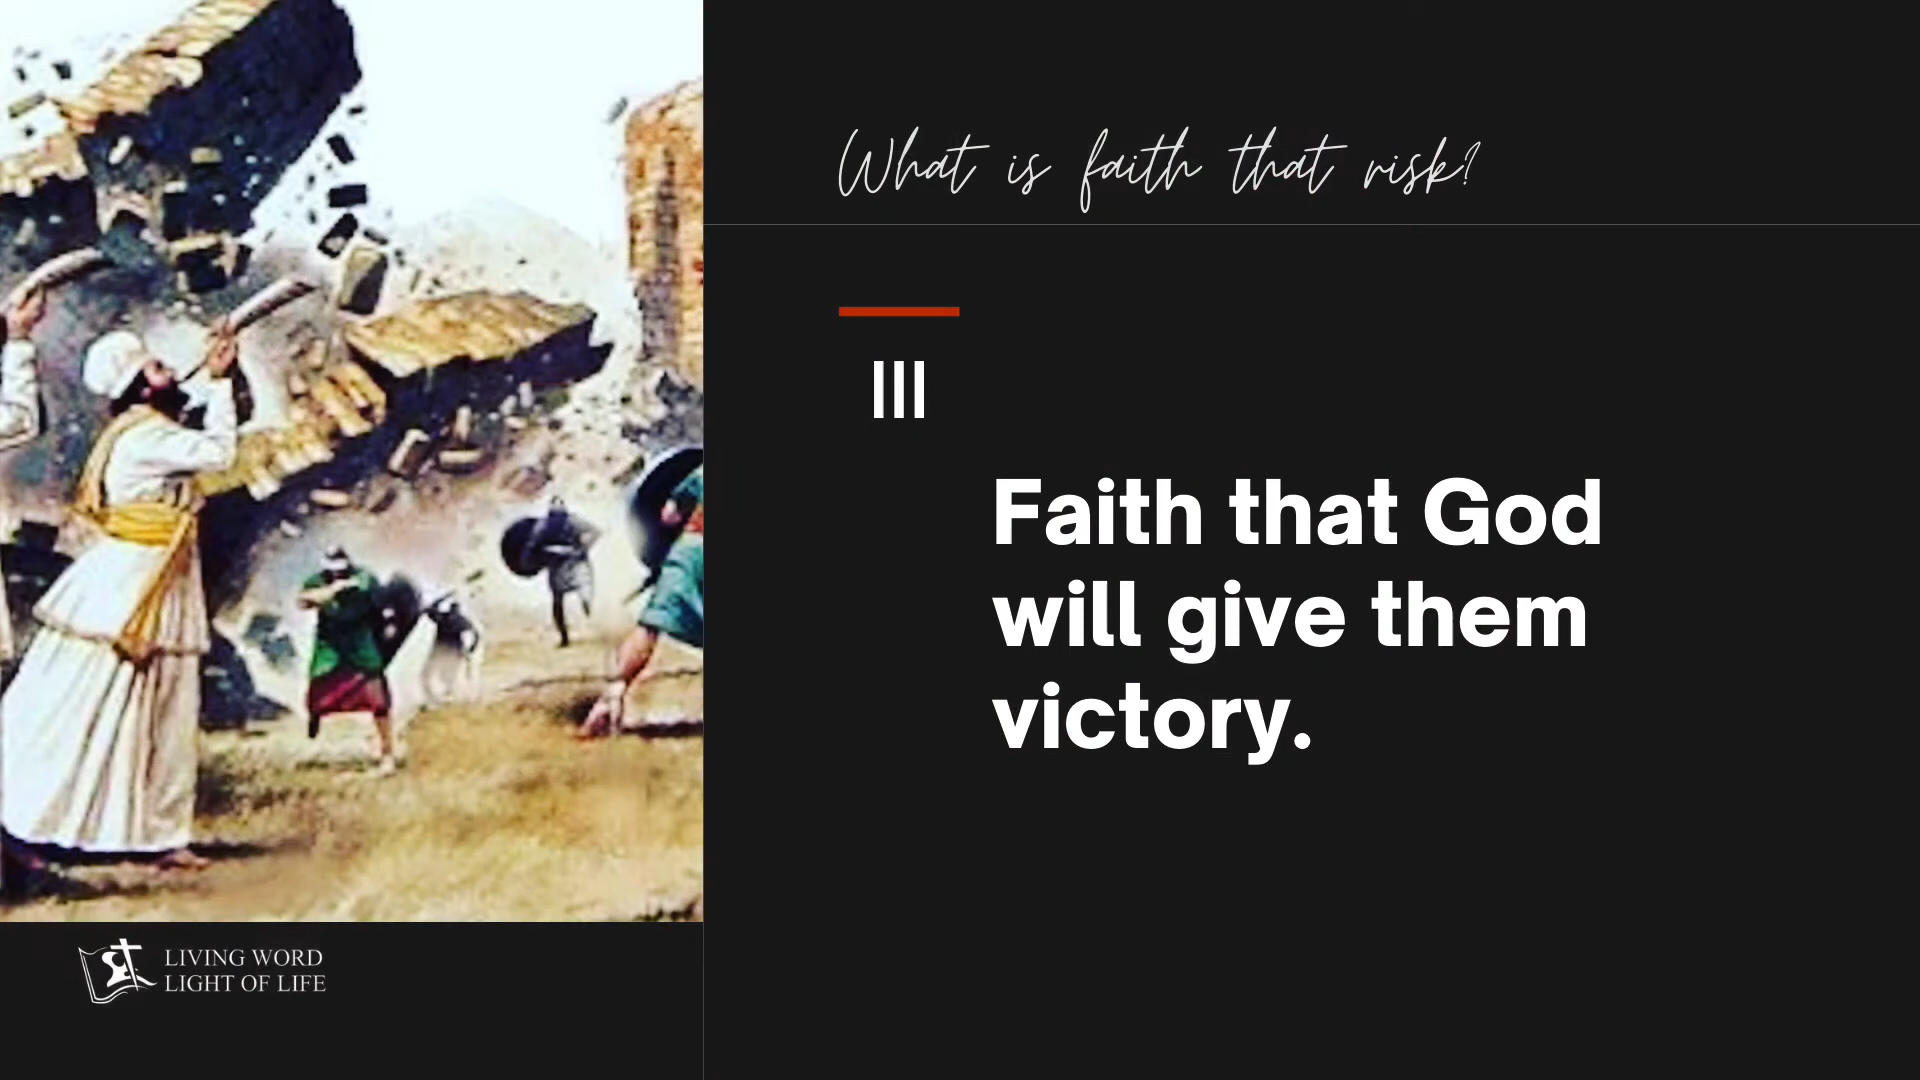 What is faith that risk?
III
Faith that God
will give them
victory.
LIVING WORD
LIGHT OF LIFE